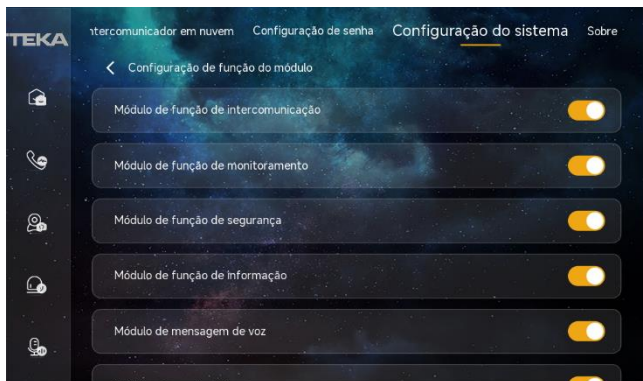 TEKA
ntercomunicador em nuvem Configuração de senha Configuração do sistema Sobre
Configuração de função do módulo
Módulo de função de intercomunicação
Módulo de função de monitoramento
Módulo de função de segurança
Módulo de função de informação
Módulo de mensagem de voz